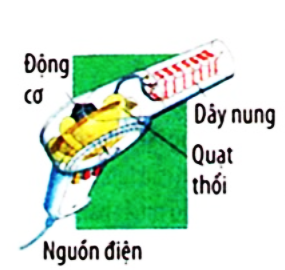 Động
cơ
Dây nung
Quạt
thổi
Nguồn điện